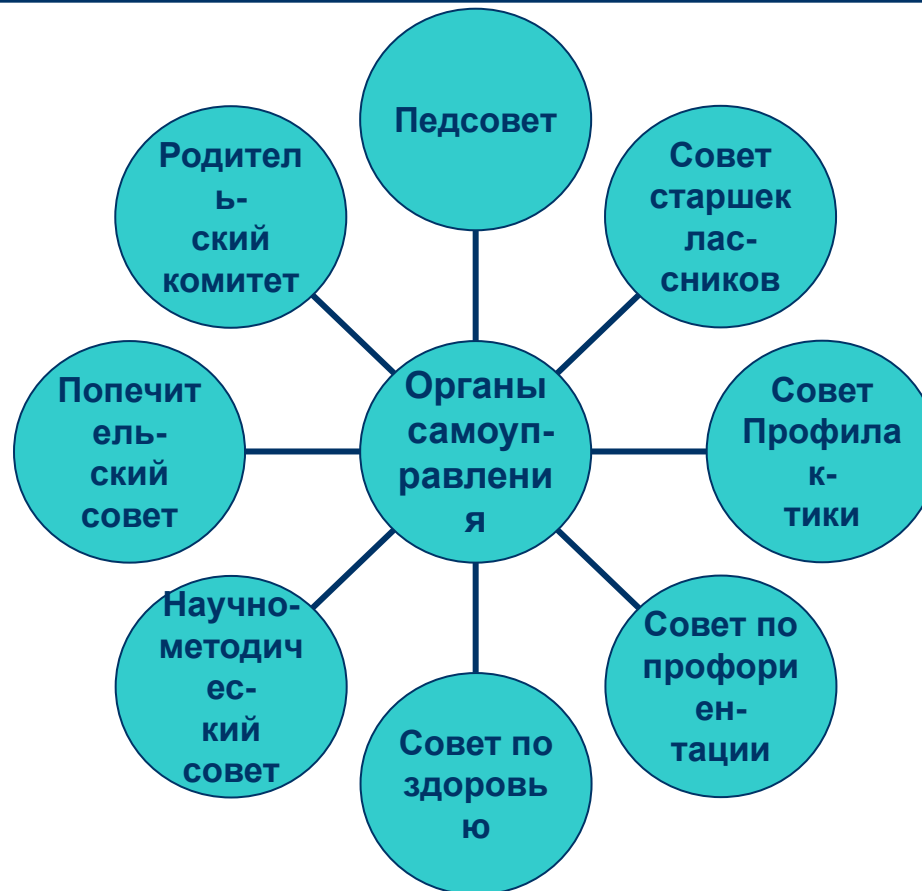 Педсовет
Совет
старшек
лас-
сников
Совет
Профилак
к-
тики
Совет по
профори
ен-
тации
Совет по
здоровь
ю
Научно-
методич
ес-
кий
совет
Попечит
ель-
ский
совет
Родител
ь-
ский
комитет
Органы
самоуп-
равлени
я